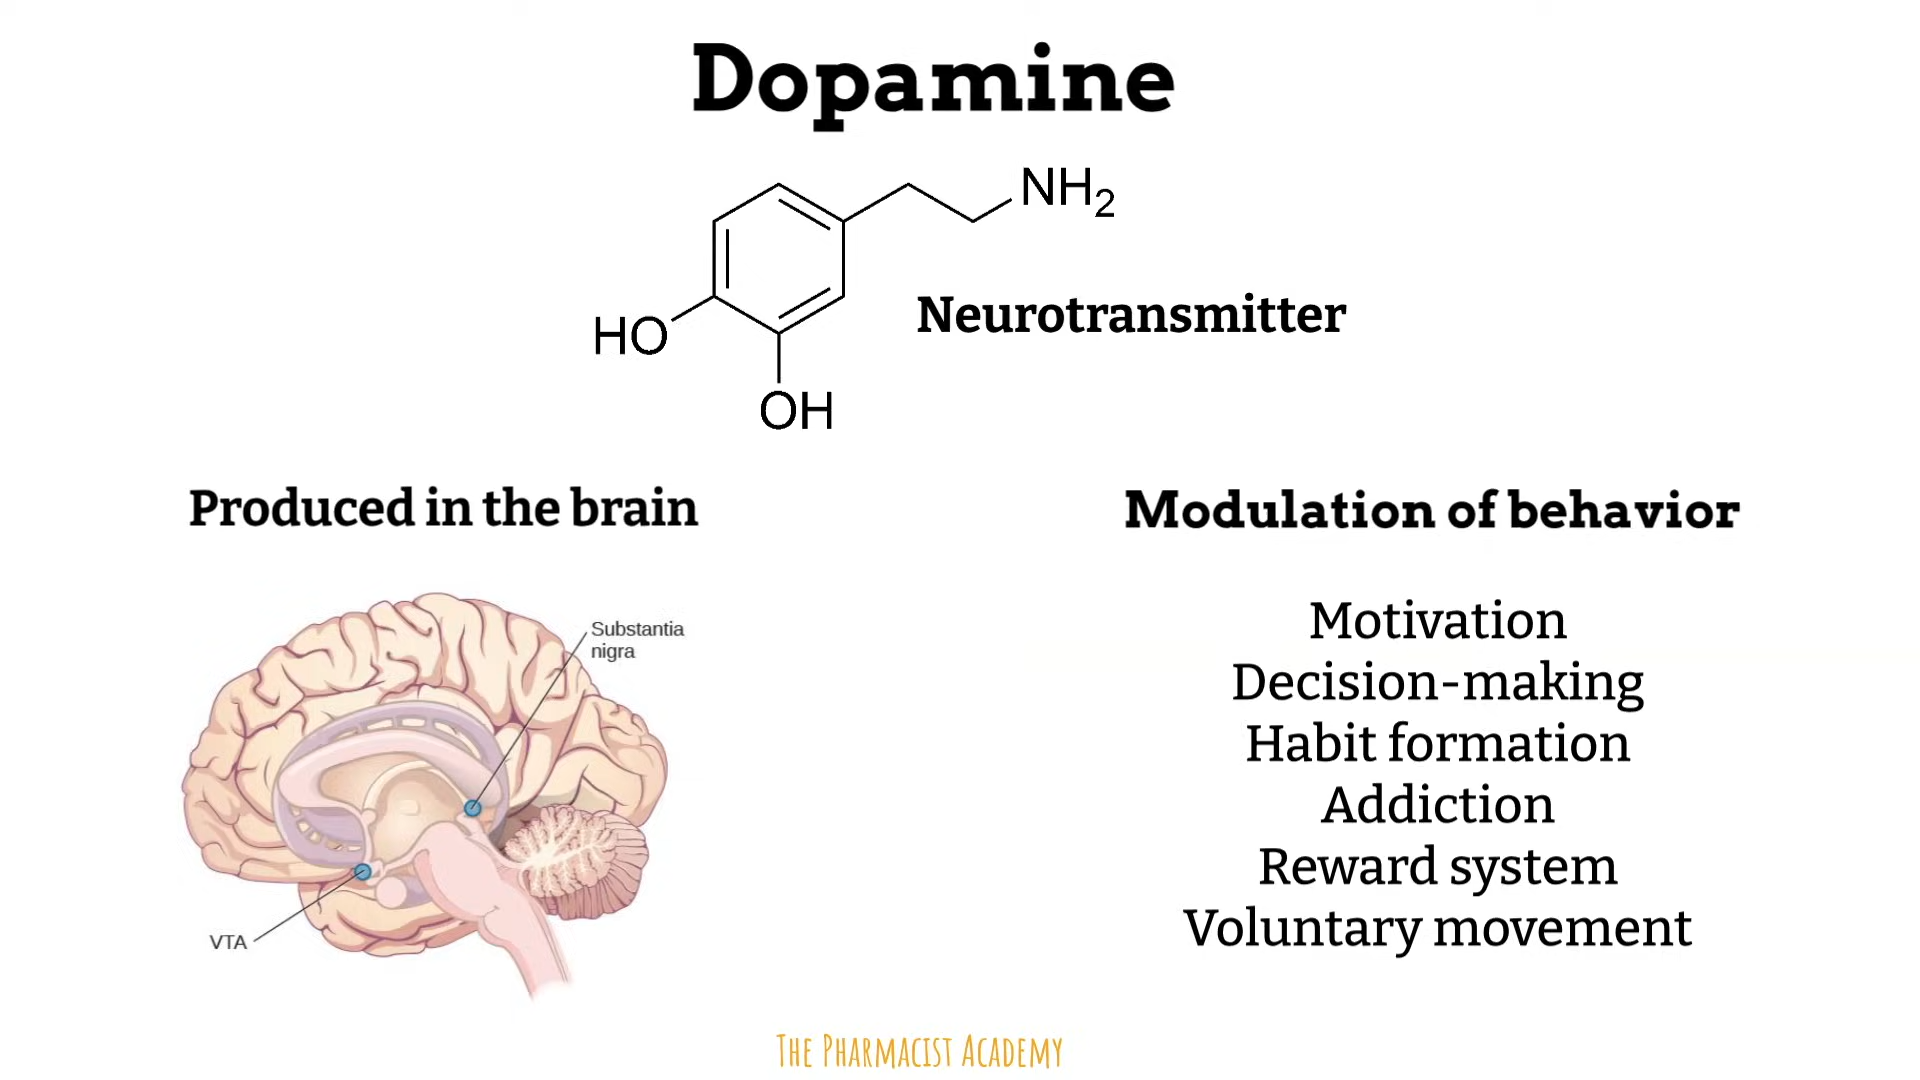 Dopamine
NH₂
Neurotransmitter
HO
OH
Produced in the brain
Substantia
nigra
VTA
Modulation of behavior
Motivation
Decision-making
Habit formation
Addiction
Reward system
Voluntary movement
The Pharmacist Academy